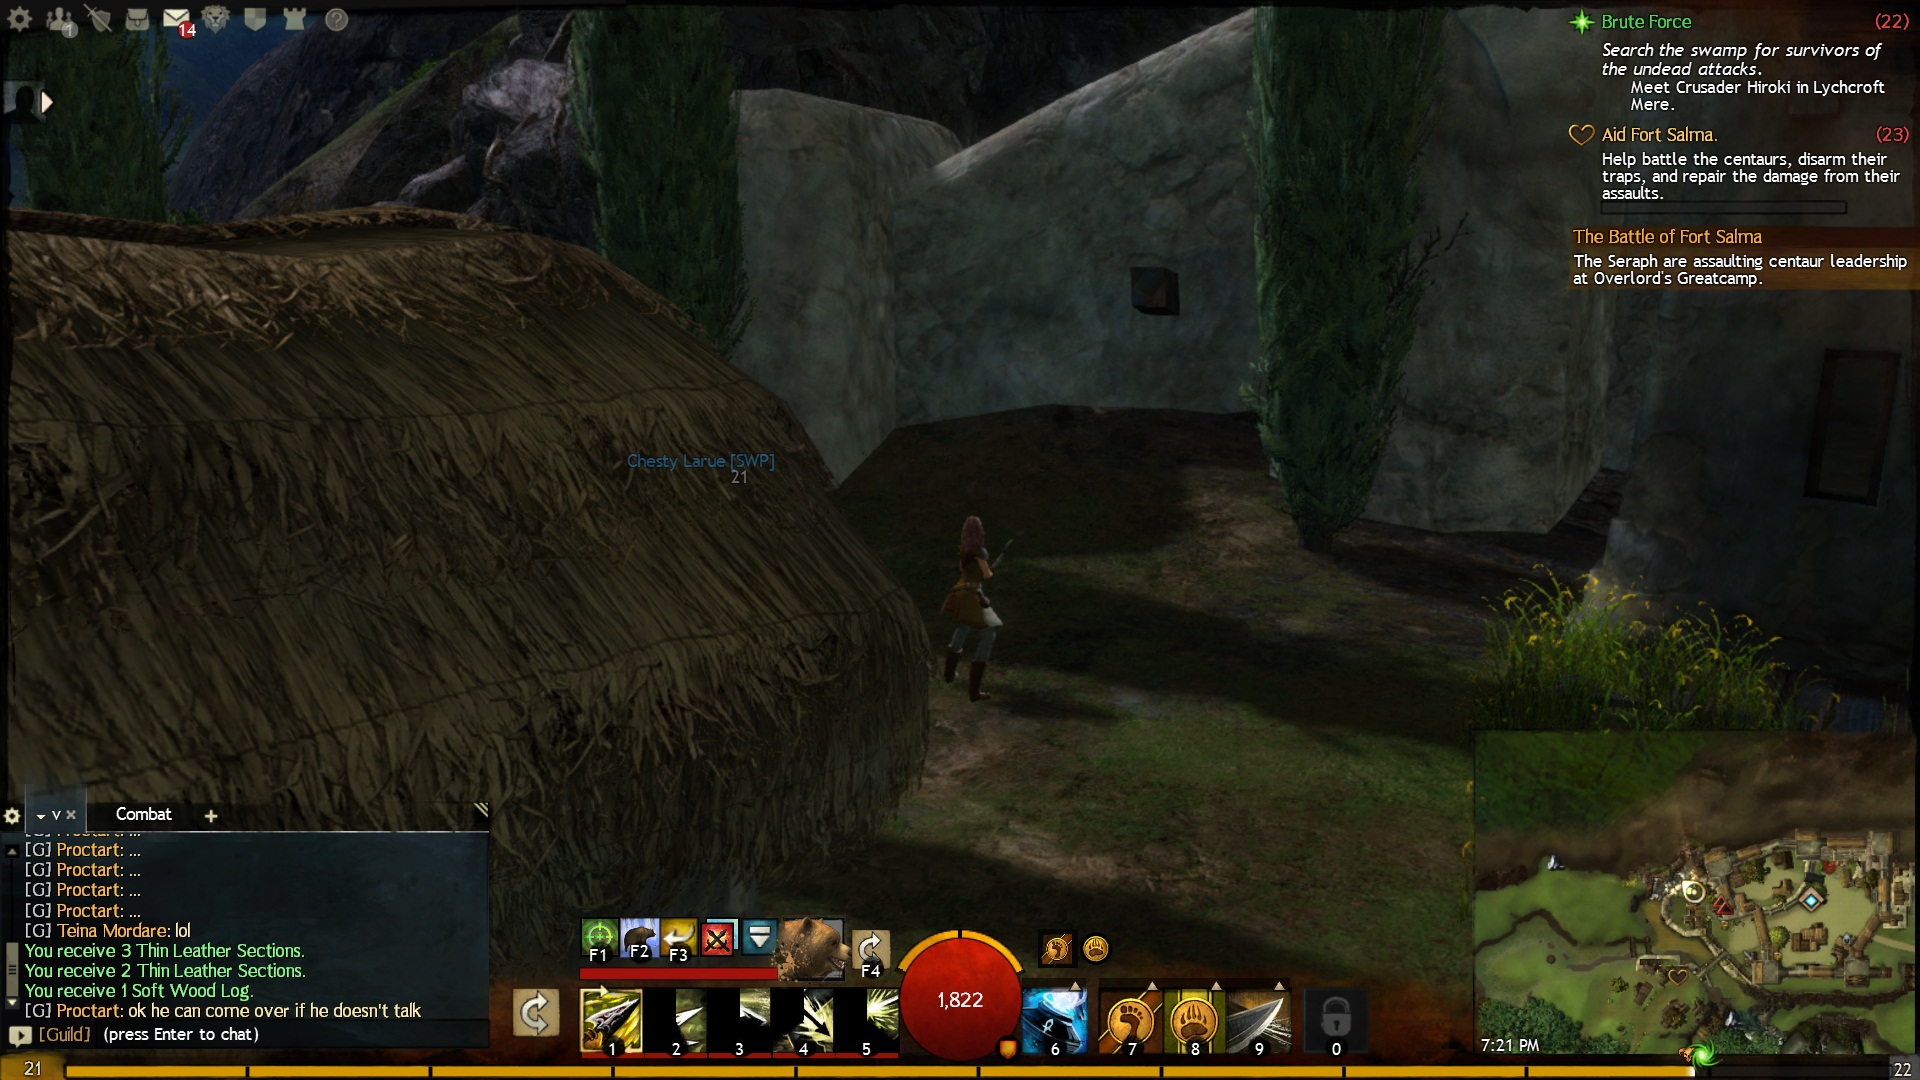 1
14
Brute Force (22)
Search the swamp for survivors of
the undead attacks.
Meet Crusader Hiroki in Lychcroft
Mere.
Aid Fort Salma. (23)
Help battle the centaurs, disarm their
traps, and repair the damage from their
assaults.
The Battle of Fort Salma
The Seraph are assaulting centaur leadership
at Overlord's Greatcamp.
Chesty Larue [SWP]
21
v Combat
[G] Proctart: ...
[G] Proctart: ...
[G] Proctart: ...
[G] Proctart: ...
[G] Proctart: ...
[G] Teina Mordare: lol
You receive 3 Thin Leather Sections.
You receive 2 Thin Leather Sections.
You receive 1 Soft Wood Log.
[G] Proctart: ok he can come over if he doesn't talk
[Guild] (press Enter to chat)
F1 F2 F3 F4
1,822
1 2 3 4 5 6 7 8 9 0
7:21 PM
21 22